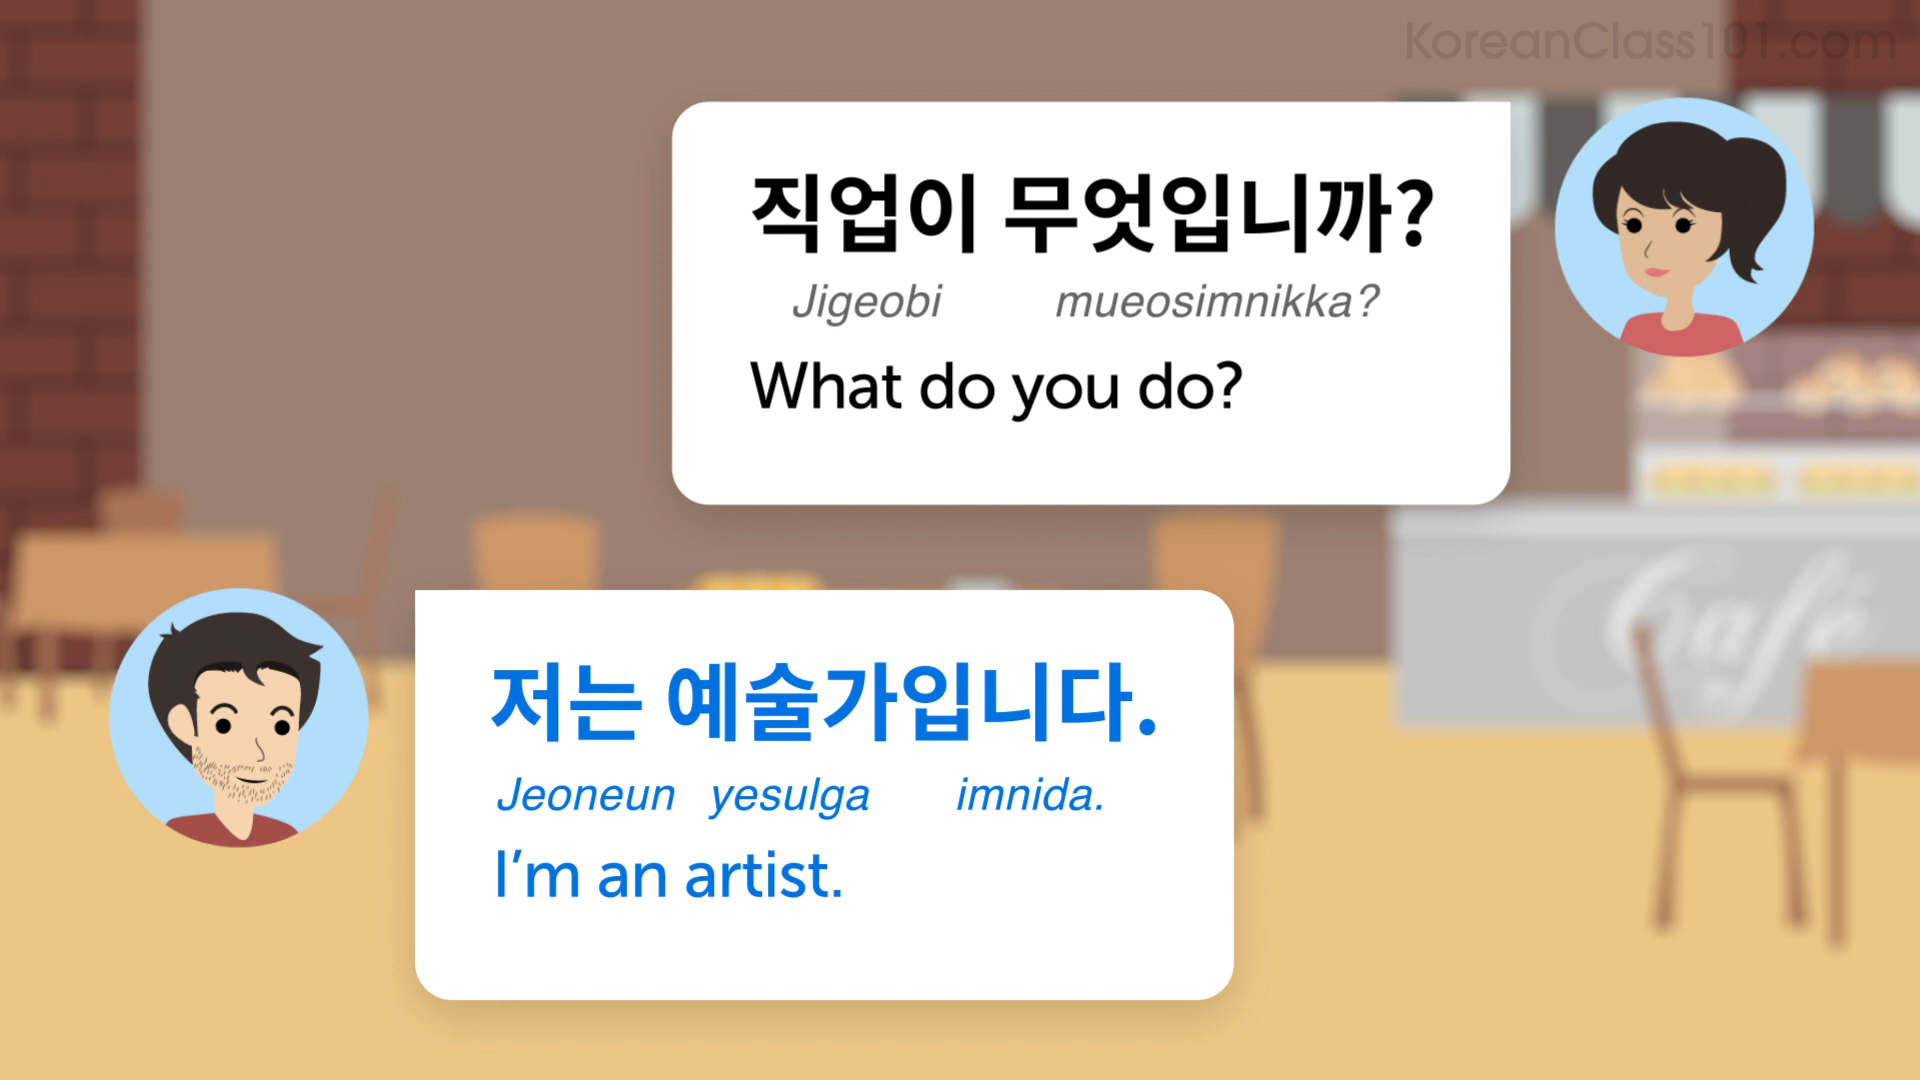 KoreanClass101.com
직업이 무엇입니까?
Jigeobi mueosimnikka?
What do you do?
저는 예술가입니다.
Jeoneun yesulga imnida.
I'm an artist.
Café